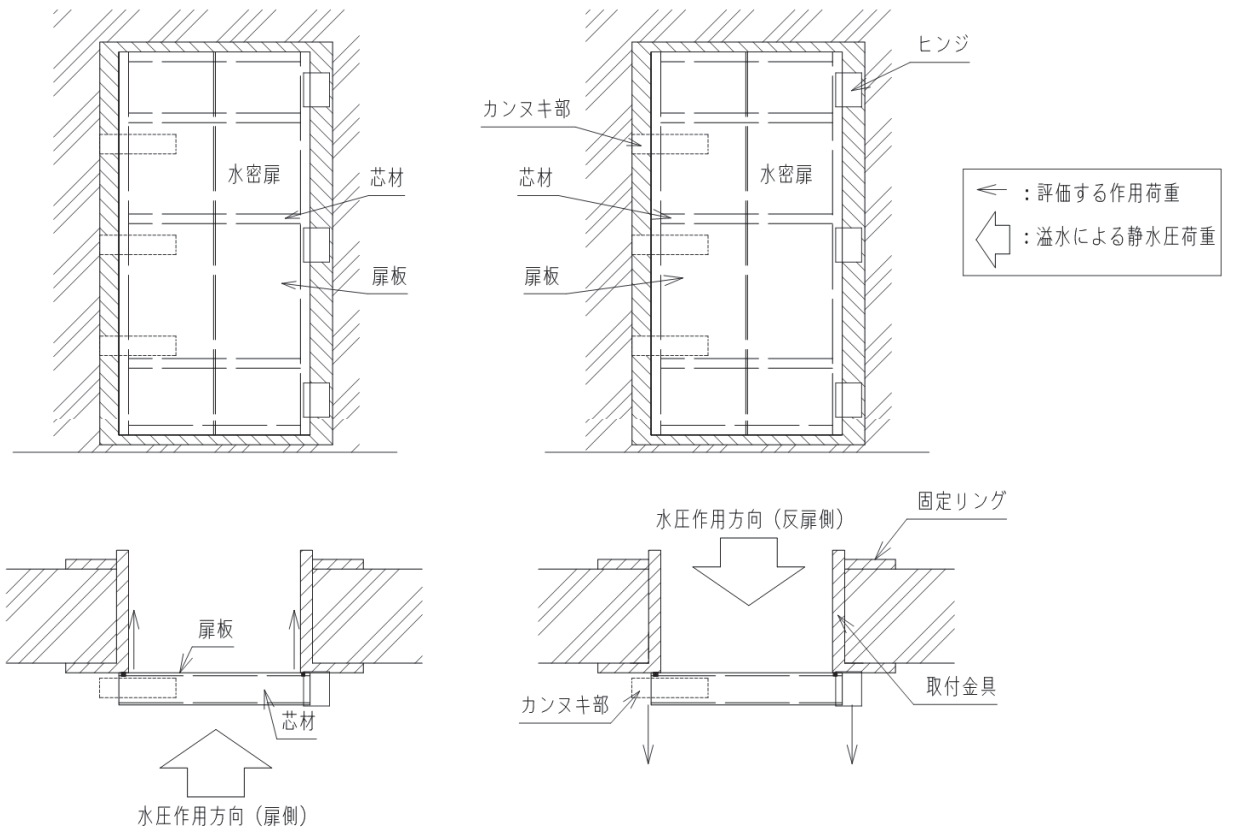 ヒンジ
カンヌキ部
水密扉
芯材
扉板
水密扉
芯材
扉板
：評価する作用荷重
：溢水による静水圧荷重
固定リング
水圧作用方向（反扉側）
扉板
芯材
カンヌキ部
取付金具
水圧作用方向（扉側）